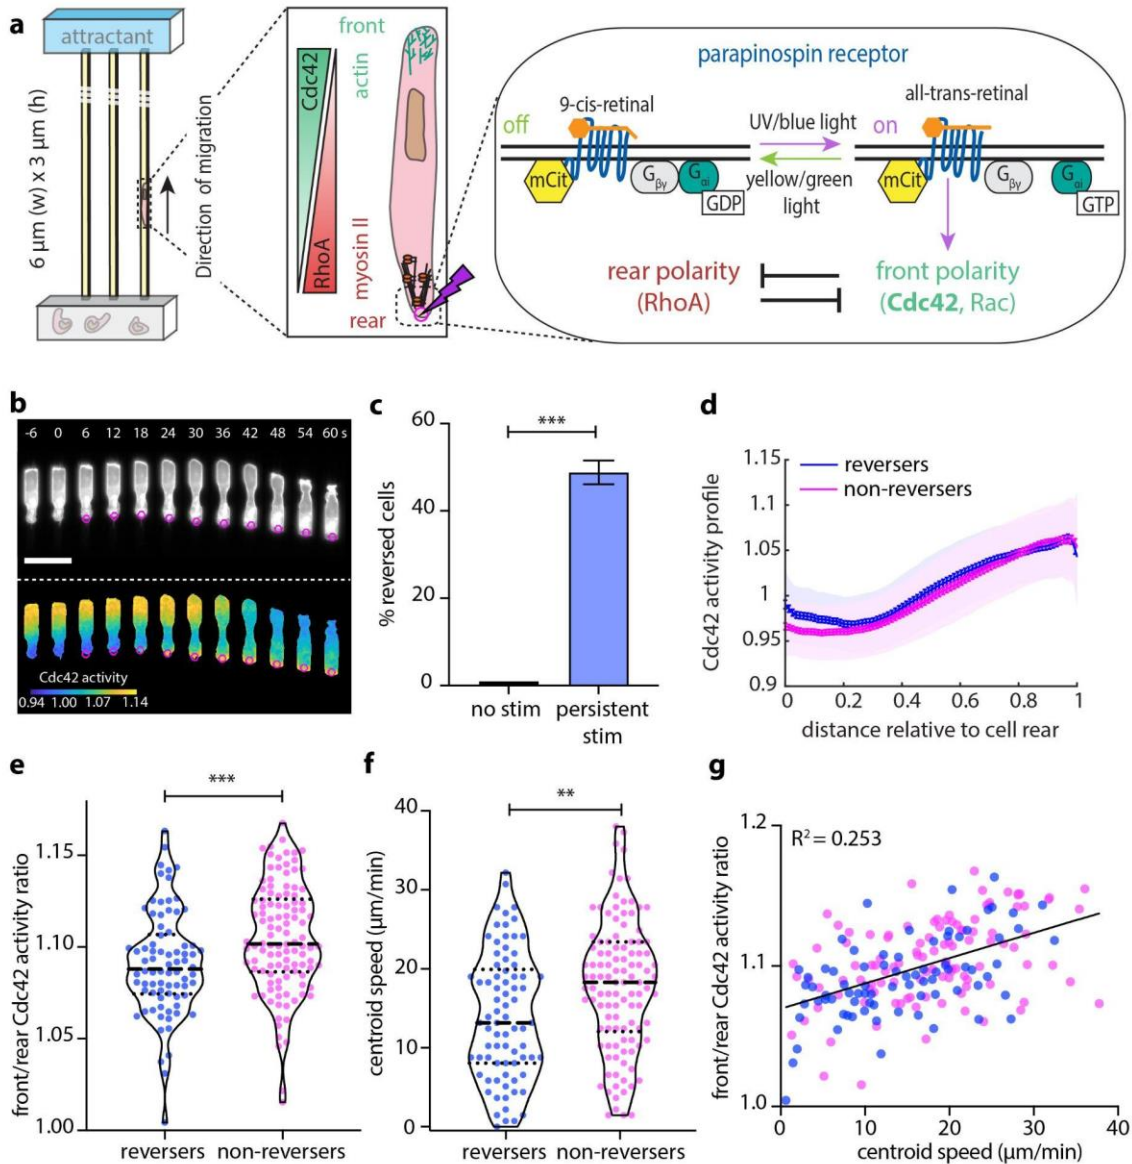 a
attractant
6 µm (w) x 3 µm (h)
Direction of migration
Cdc42
RhoA
front
actin
myosin II
rear
parapinospin receptor
9-cis-retinal
all-trans-retinal
off
UV/blue light
on
mCit
Gβγ
Gαi
GDP
yellow/green
light
mCit
Gβγ
Gαi
GTP
rear polarity
(RhoA)
front polarity
(Cdc42, Rac)
b
-6 0 6 12 18 24 30 36 42 48 54 60 s
Cdc42 activity
0.94 1.00 1.07 1.14
c
% reversed cells
60
40
20
0
***
no stim
persistent
stim
d
Cdc42 activity profile
1.15
1.1
1.05
1
0.95
0.9
reversers
non-reversers
0 0.2 0.4 0.6 0.8 1
distance relative to cell rear
e
front/rear Cdc42 activity ratio
1.15
1.10
1.05
1.00
***
reversers non-reversers
f
centroid speed (µm/min)
40
30
20
10
0
**
reversers non-reversers
g
front/rear Cdc42 activity ratio
1.2
1.1
1.0
R² = 0.253
0 10 20 30 40
centroid speed (µm/min)